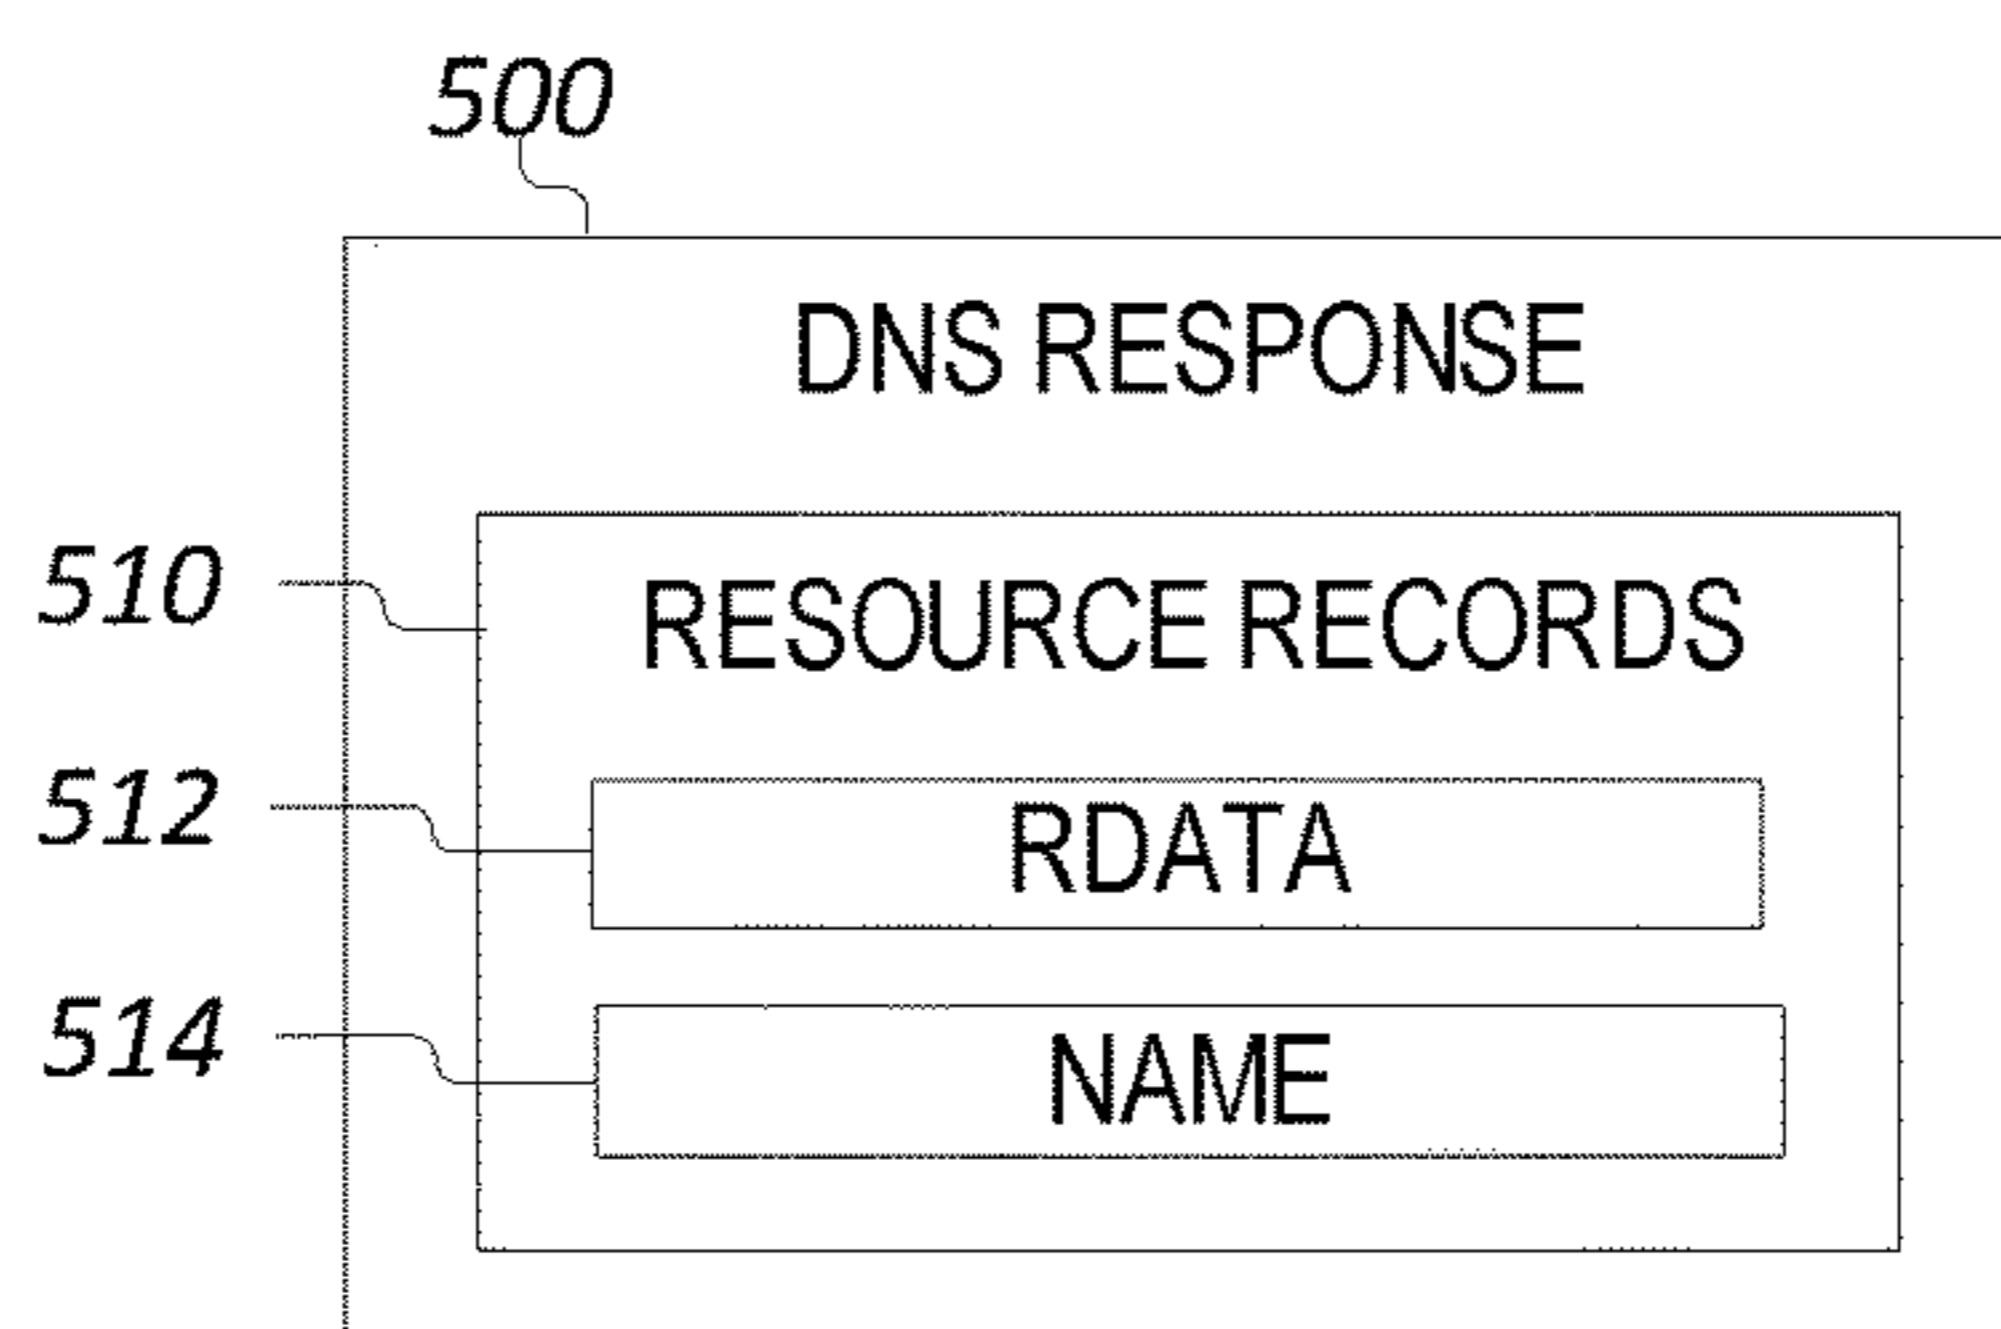 500
DNS RESPONSE
510
RESOURCE RECORDS
512
RDATA
514
NAME